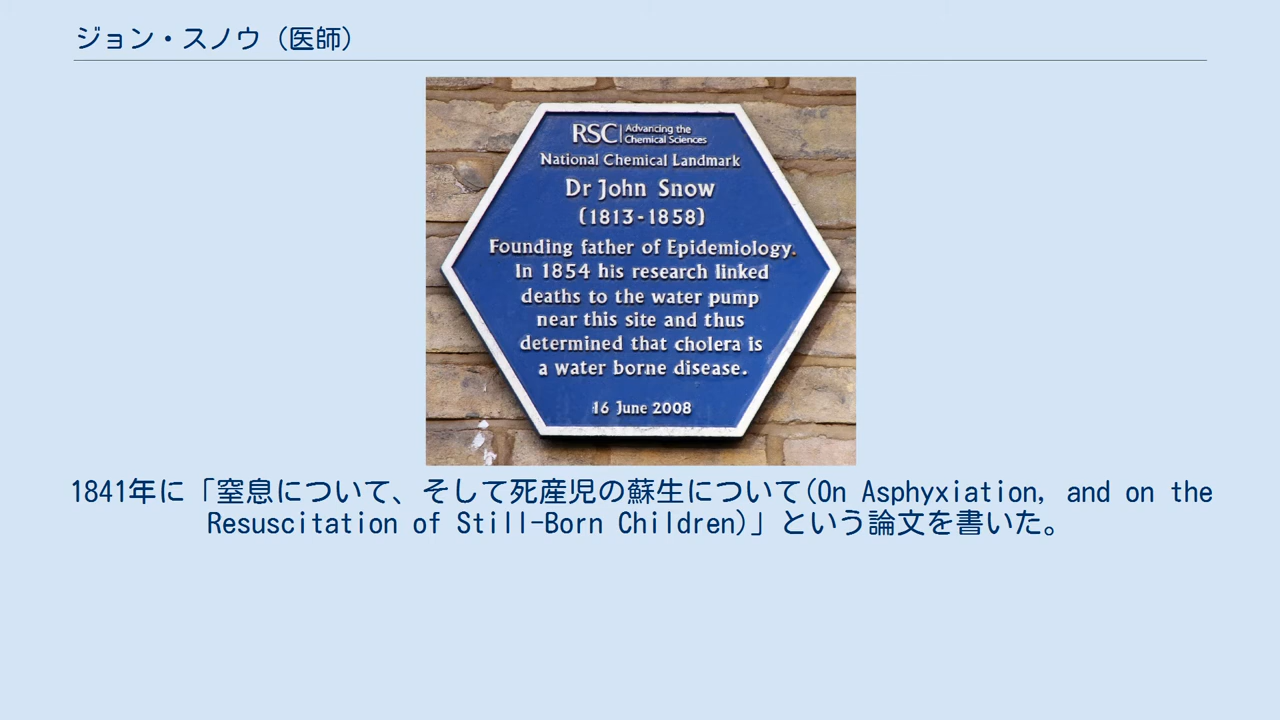 ジョン・スノウ（医師）
RSC Advancing the
Chemical Sciences
National Chemical Landmark
Dr John Snow
(1813-1858)
Founding father of Epidemiology.
In 1854 his research linked
deaths to the water pump
near this site and thus
determined that cholera is
a water borne disease.
16 June 2008
1841年に「窒息について、そして死産児の蘇生について(On Asphyxiation, and on the
Resuscitation of Still-Born Children)」という論文を書いた。